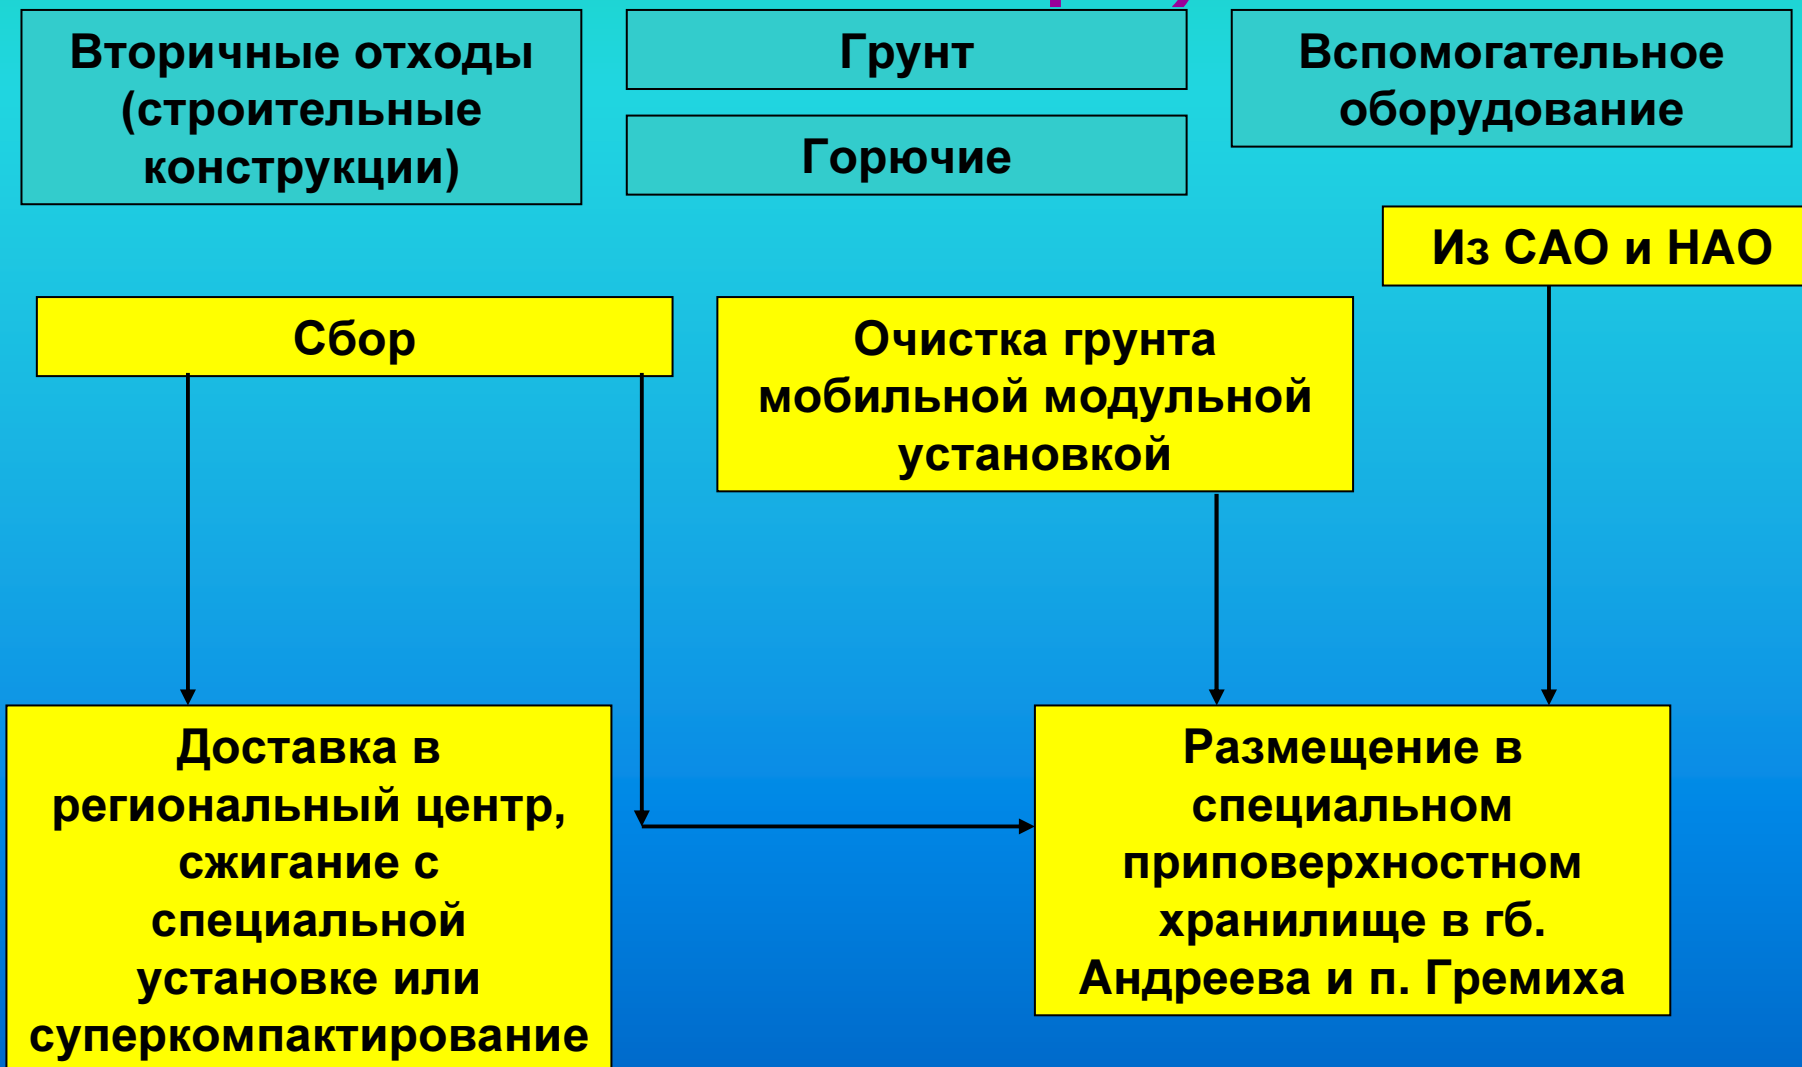 Вторичные отходы
(строительные
конструкции)
Грунт
Горючие
Вспомогательное
оборудование
Из САО и НАО
Сбор
Очистка грунта
мобильной модульной
установкой
Доставка в
региональный центр,
сжигание с
специальной
установке или
суперкомпактирование
Размещение в
специальном
приповерхностном
хранилище в гб.
Андреева и п. Гремиха